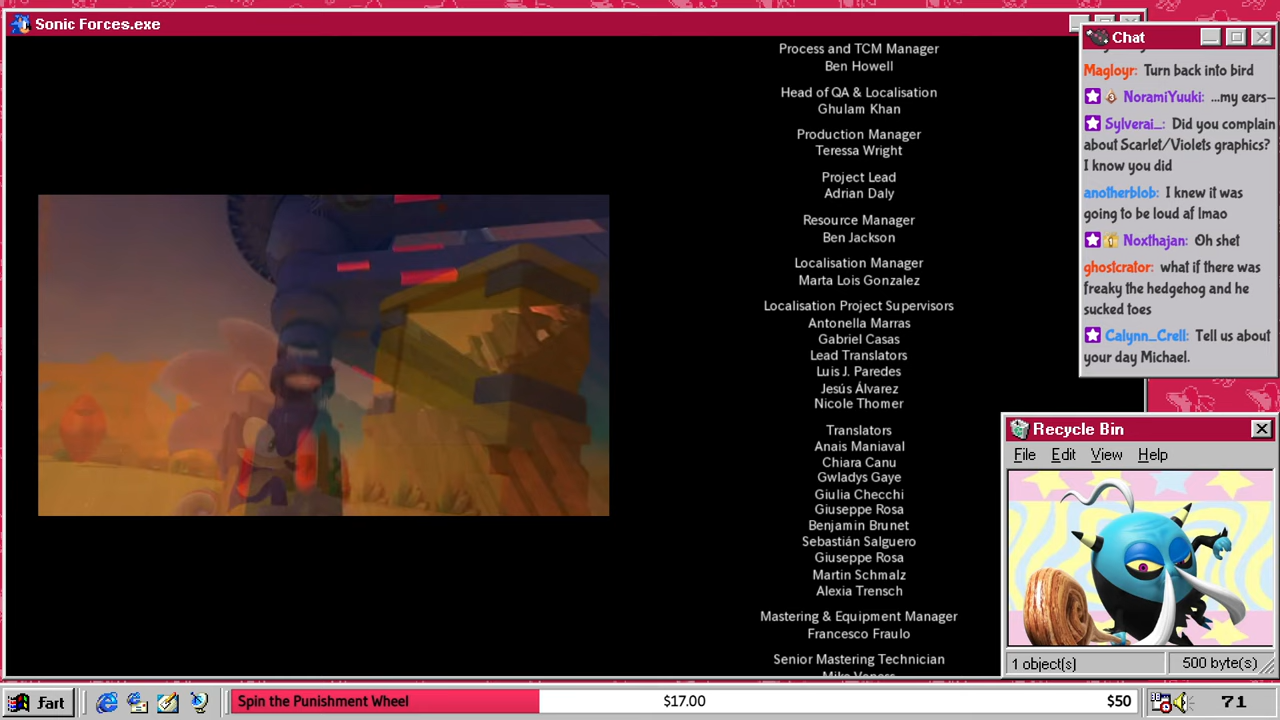 Sonic Forces.exe
Process and TCM Manager
Ben Howell
Head of QA & Localisation
Ghulam Khan
Production Manager
Teressa Wright
Project Lead
Adrian Daly
Resource Manager
Ben Jackson
Localisation Manager
Marta Lois Gonzalez
Localisation Project Supervisors
Antonella Marras
Gabriel Casas
Lead Translators
Luis J. Paredes
Jesús Álvarez
Nicole Thomer
Translators
Anais Maniaval
Chiara Canu
Gwladys Gaye
Giulia Checchi
Giuseppe Rosa
Benjamin Brunet
Sebastián Salguero
Giuseppe Rosa
Martin Schmalz
Alexia Trensch
Mastering & Equipment Manager
Francesco Fraulo
Senior Mastering Technician
Chat
Magloyr: Turn back into bird
NoramiYuuki: ...my ears-
Sylverai_: Did you complain
about Scarlet/Violets graphics?
I know you did
anotherblob: I knew it was
going to be loud af lmao
Noxthajan: Oh shet
ghostcrator: what if there was
freaky the hedgehog and he
sucked toes
Calynn_Crell: Tell us about
your day Michael.
Recycle Bin
File Edit View Help
1 object(s) 500 byte(s)
fart
Spin the Punishment Wheel $17.00 $50
71